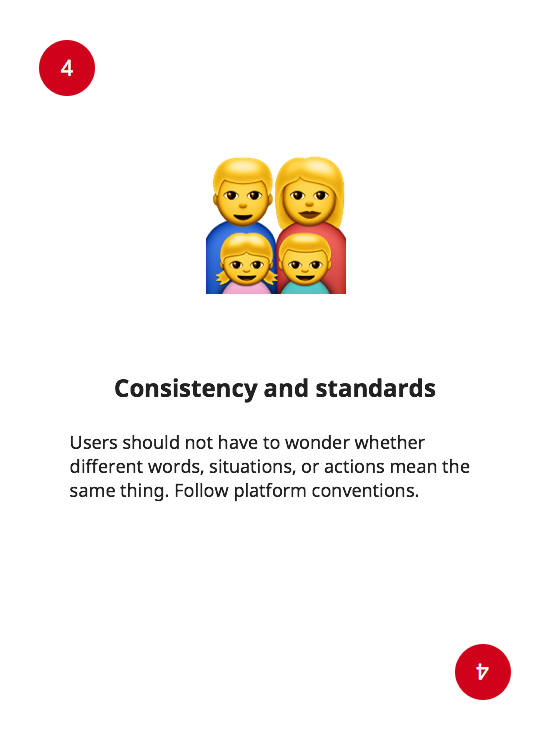 4
Consistency and standards
Users should not have to wonder whether
different words, situations, or actions mean the
same thing. Follow platform conventions.
4